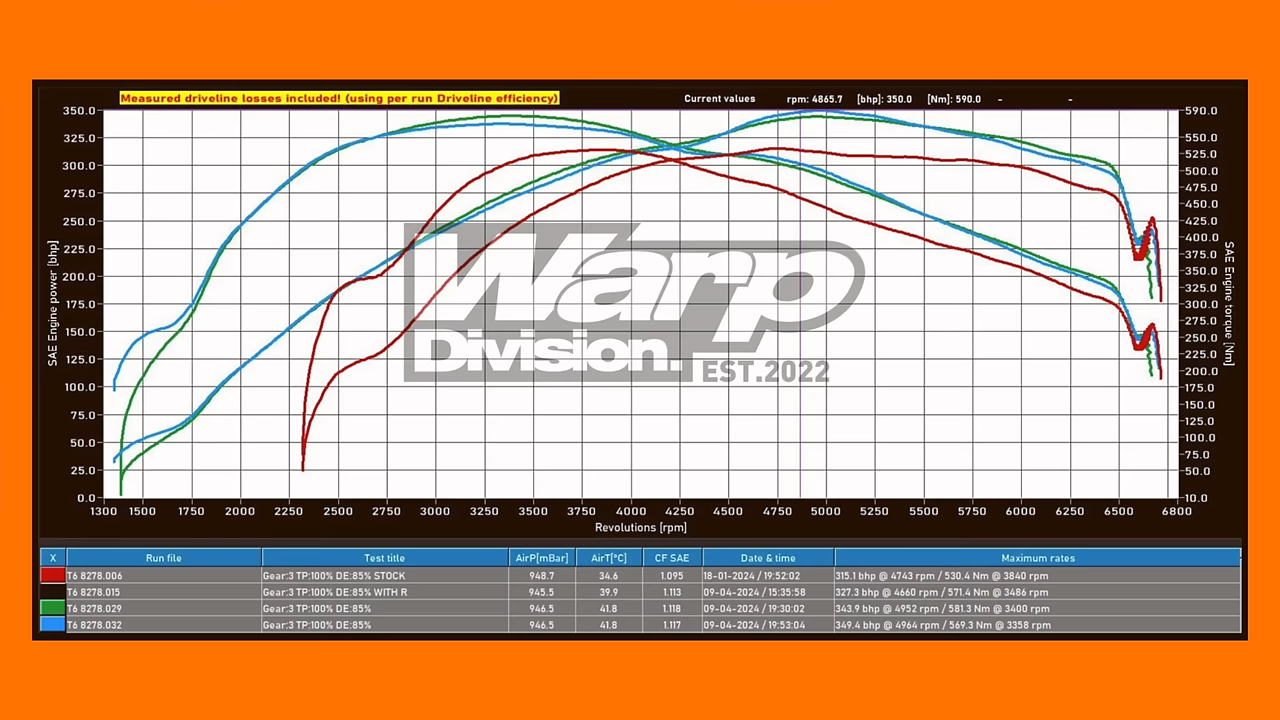 Measured driveline losses included! (using per run Driveline efficiency)
Current values rpm: 4865.7 [bhp]: 350.0 [Nm]: 590.0 - -
350.0 590.0
325.0 550.0
300.0 525.0
275.0 500.0
250.0 475.0
225.0 450.0
200.0 425.0
175.0 400.0
150.0 375.0
125.0 350.0
100.0 325.0
75.0 300.0
50.0 275.0
25.0 250.0
0.0 225.0
200.0
175.0
150.0
125.0
100.0
75.0
50.0
10.0
SAE Engine power [bhp]
SAE Engine torque [Nm]
Warp
Division.
EST.2022
1300 1500 1750 2000 2250 2500 2750 3000 3250 3500 3750 4000 4250 4500 4750 5000 5250 5500 5750 6000 6250 6500 6800
Revolutions [rpm]
X Run file Test title AirP[mBar] AirT[°C] CF SAE Date & time Maximum rates
T6 8278.006 Gear:3 TP:100% DE:85% STOCK 948.7 34.6 1.095 18-01-2024 / 19:52:02 315.1 bhp @ 4743 rpm / 530.4 Nm @ 3840 rpm
T6 8278.015 Gear:3 TP:100% DE:85% WITH R 945.5 39.9 1.113 09-04-2024 / 15:35:58 327.3 bhp @ 4660 rpm / 571.4 Nm @ 3486 rpm
T6 8278.029 Gear:3 TP:100% DE:85% 946.5 41.8 1.118 09-04-2024 / 19:30:02 343.9 bhp @ 4952 rpm / 581.3 Nm @ 3400 rpm
T6 8278.032 Gear:3 TP:100% DE:85% 946.5 41.8 1.117 09-04-2024 / 19:53:04 349.4 bhp @ 4964 rpm / 569.3 Nm @ 3358 rpm